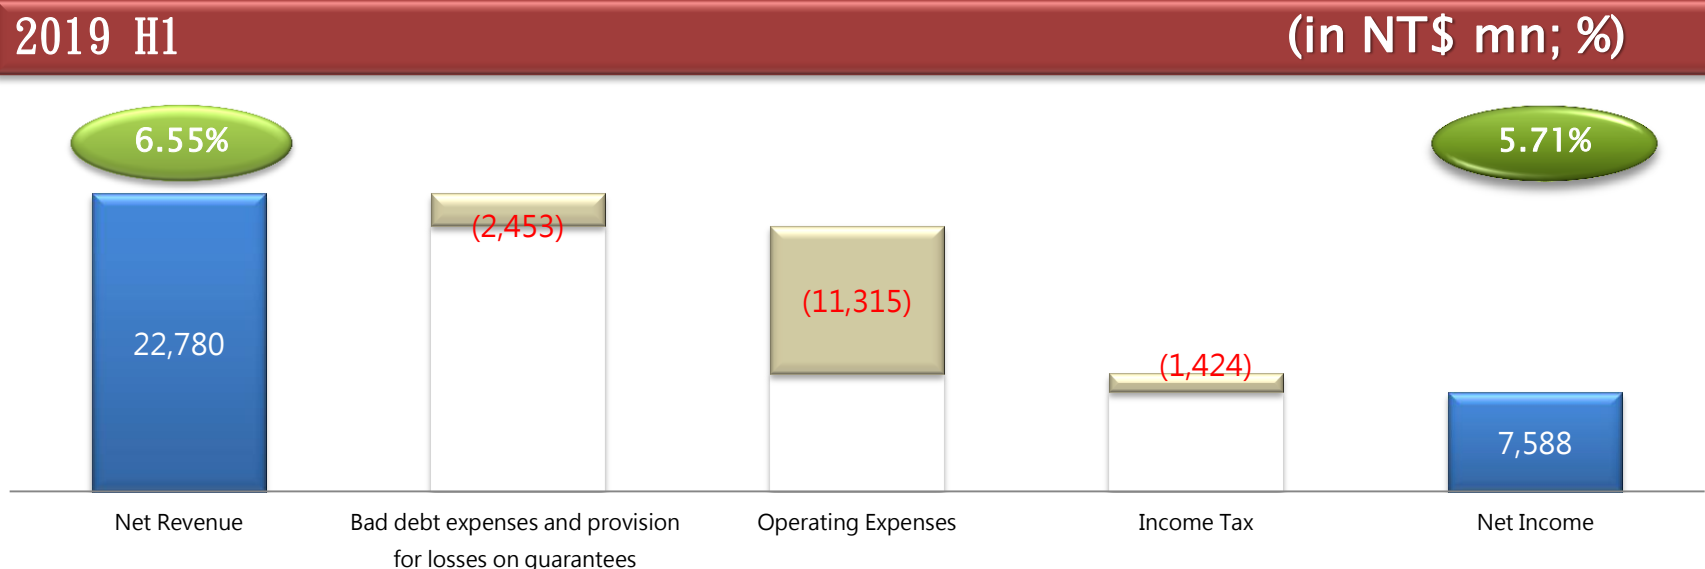 2019 H1 (in NT$ mn; %)
6.55% 5.71%
22,780 (2,453) (11,315) (1,424) 7,588
Net Revenue Bad debt expenses and provision Operating Expenses Income Tax Net Income
for losses on guarantees